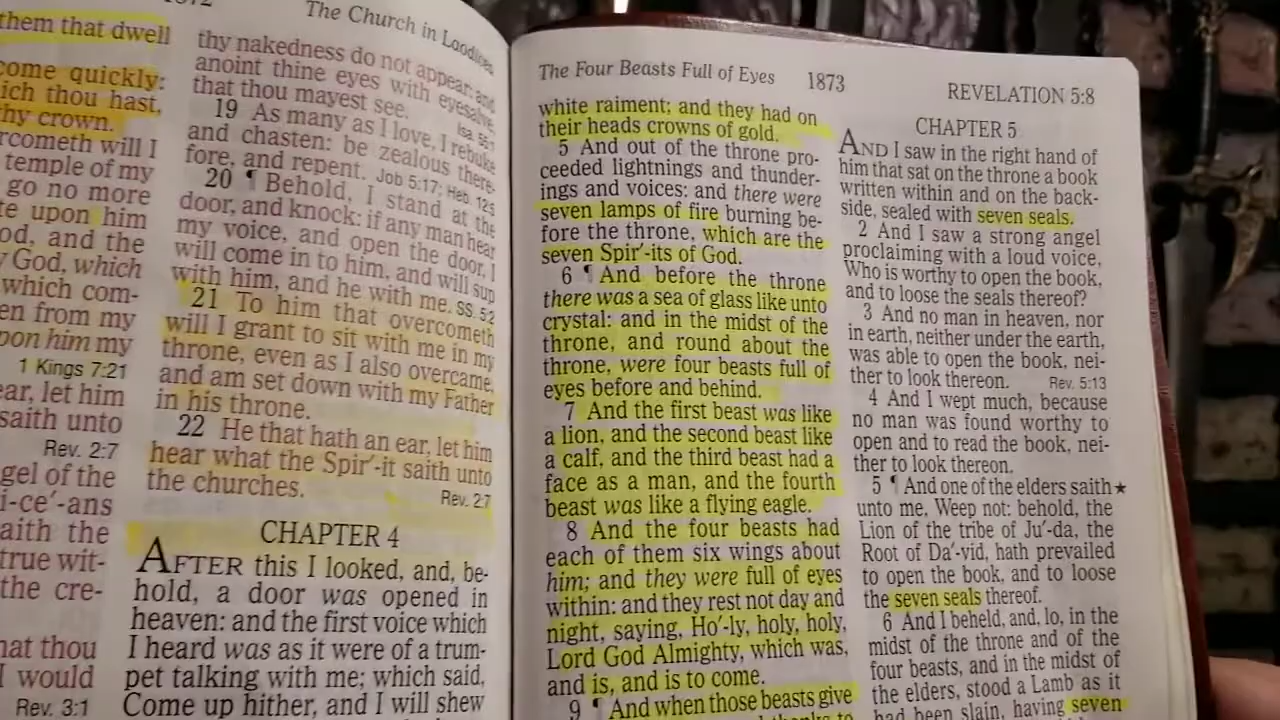 1872
The Church in Laodicea
them that dwell
come quickly:
ich thou hast,
thy crown.
rcometh will I
temple of my
go no more
te upon him
od, and the
y God, which
which com-
en from my
pon him my
1 Kings 7:21
ear, let him
saith unto
Rev. 2:7
gel of the
i-ce′-ans
aith the
true wit-
the cre-
hat thou
I would
Rev. 3:1
thy nakedness do not appear; and
anoint thine eyes with eyesalve,
that thou mayest see.
19 As many as I love, I rebuke
and chasten: be zealous there-
fore, and repent. Job 5:17; Heb. 12:5
20 ¶ Behold, I stand at the
door, and knock: if any man hear
my voice, and open the door, I
will come in to him, and will sup
with him, and he with me. SS. 5:2
21 To him that overcometh
will I grant to sit with me in my
throne, even as I also overcame,
and am set down with my Father
in his throne.
22 He that hath an ear, let him
hear what the Spir′-it saith unto
the churches.
Rev. 2:7
CHAPTER 4
AFTER this I looked, and, be-
hold, a door was opened in
heaven: and the first voice which
I heard was as it were of a trum-
pet talking with me; which said,
Come up hither, and I will shew
The Four Beasts Full of Eyes 1873 REVELATION 5:8
white raiment; and they had on
their heads crowns of gold.
5 And out of the throne pro-
ceeded lightnings and thunder-
ings and voices: and there were
seven lamps of fire burning be-
fore the throne, which are the
seven Spir′-its of God.
6 ¶ And before the throne
there was a sea of glass like unto
crystal: and in the midst of the
throne, and round about the
throne, were four beasts full of
eyes before and behind.
7 And the first beast was like
a lion, and the second beast like
a calf, and the third beast had a
face as a man, and the fourth
beast was like a flying eagle.
8 And the four beasts had
each of them six wings about
him; and they were full of eyes
within: and they rest not day and
night, saying, Ho′-ly, holy, holy,
Lord God Almighty, which was,
and is, and is to come.
9 ¶ And when those beasts give
thanks to
CHAPTER 5
AND I saw in the right hand of
him that sat on the throne a book
written within and on the back-
side, sealed with seven seals.
2 And I saw a strong angel
proclaiming with a loud voice,
Who is worthy to open the book,
and to loose the seals thereof?
3 And no man in heaven, nor
in earth, neither under the earth,
was able to open the book, nei-
ther to look thereon. Rev. 5:13
4 And I wept much, because
no man was found worthy to
open and to read the book, nei-
ther to look thereon.
5 ¶ And one of the elders saith★
unto me, Weep not: behold, the
Lion of the tribe of Ju′-da, the
Root of Da′-vid, hath prevailed
to open the book, and to loose
the seven seals thereof.
6 And I beheld, and, lo, in the
midst of the throne and of the
four beasts, and in the midst of
the elders, stood a Lamb as it
had been slain, having seven